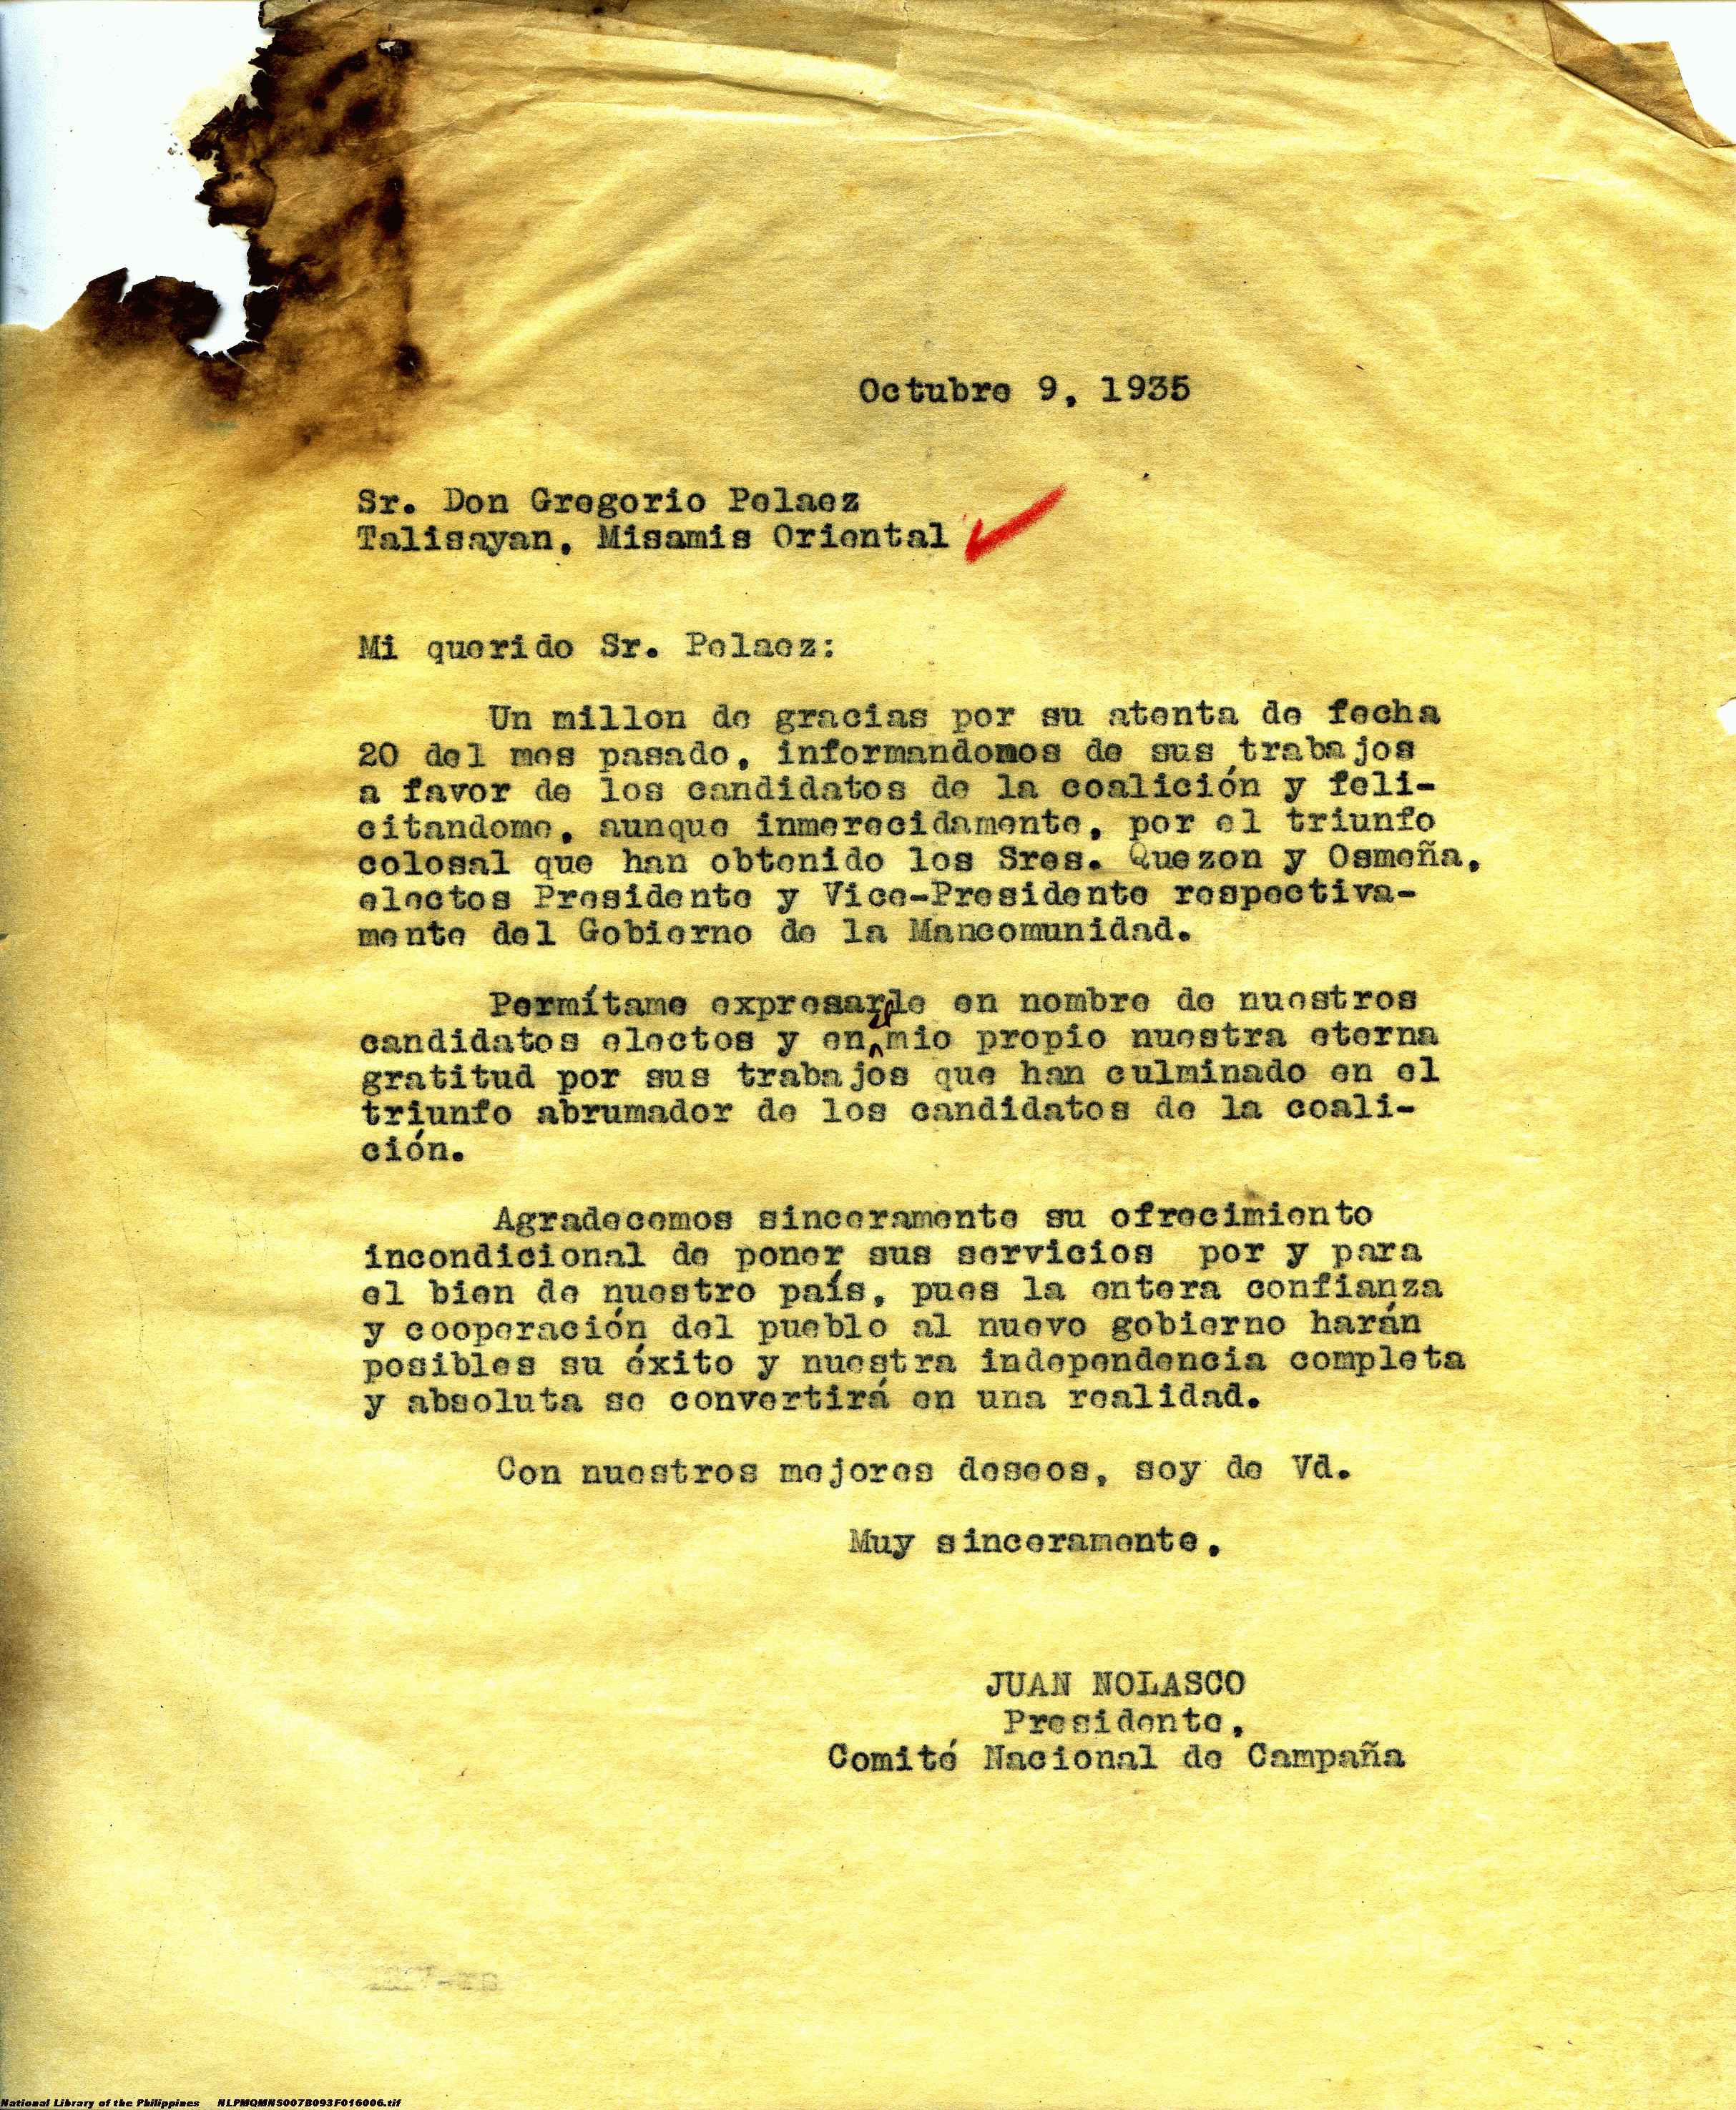 Octubre 9, 1935
Sr. Don Gregorio Pelaez
Talisayan, Misamis Oriental
Mi querido Sr. Pelaez:
Un millon de gracias por su atenta de fecha
20 del mes pasado, informandomos de sus trabajos
a favor de los candidatos de la coalición y feli-
citandome, aunque inmerecidamente, por el triunfo
colosal que han obtenido los Sres. Quezon y Osmeña,
electos Presidente y Vice-Presidente respectiva-
mente del Gobierno de la Mancomunidad.
Permítame expresarle en nombre de nuestros
candidatos electos y en el mio propio nuestra eterna
gratitud por sus trabajos que han culminado en el
triunfo abrumador de los candidatos de la coali-
ción.
Agradecemos sinceramente su ofrecimiento
incondicional de poner sus servicios por y para
el bien de nuestro país, pues la entera confianza
y cooperación del pueblo al nuevo gobierno harán
posibles su éxito y nuestra independencia completa
y absoluta se convertirá en una realidad.
Con nuestros mejores deseos, soy de Vd.
Muy sinceramente,
JUAN NOLASCO
Presidente,
Comité Nacional de Campaña
National Library of the Philippines NLPMQMNS007B093F016006.tif